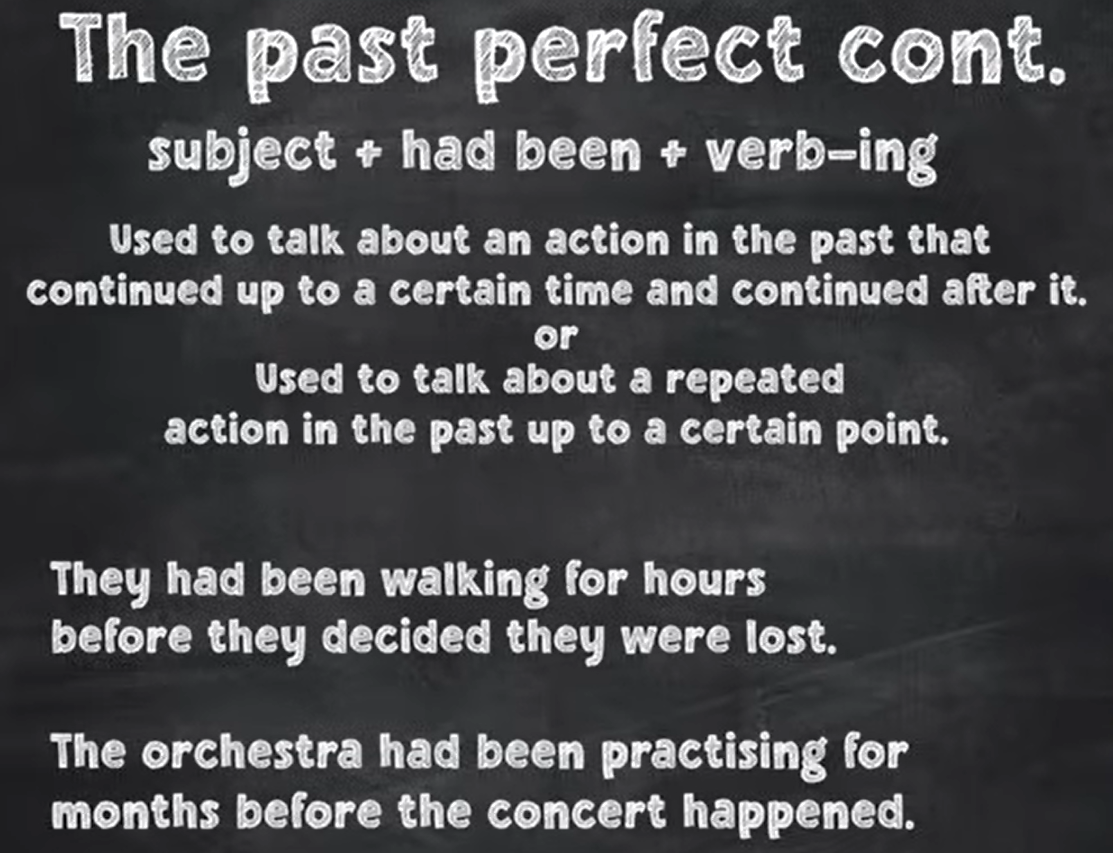 The past perfect cont.
subject + had been + verb-ing
Used to talk about an action in the past that
continued up to a certain time and continued after it.
or
Used to talk about a repeated
action in the past up to a certain point.
They had been walking for hours
before they decided they were lost.
The orchestra had been practising for
months before the concert happened.